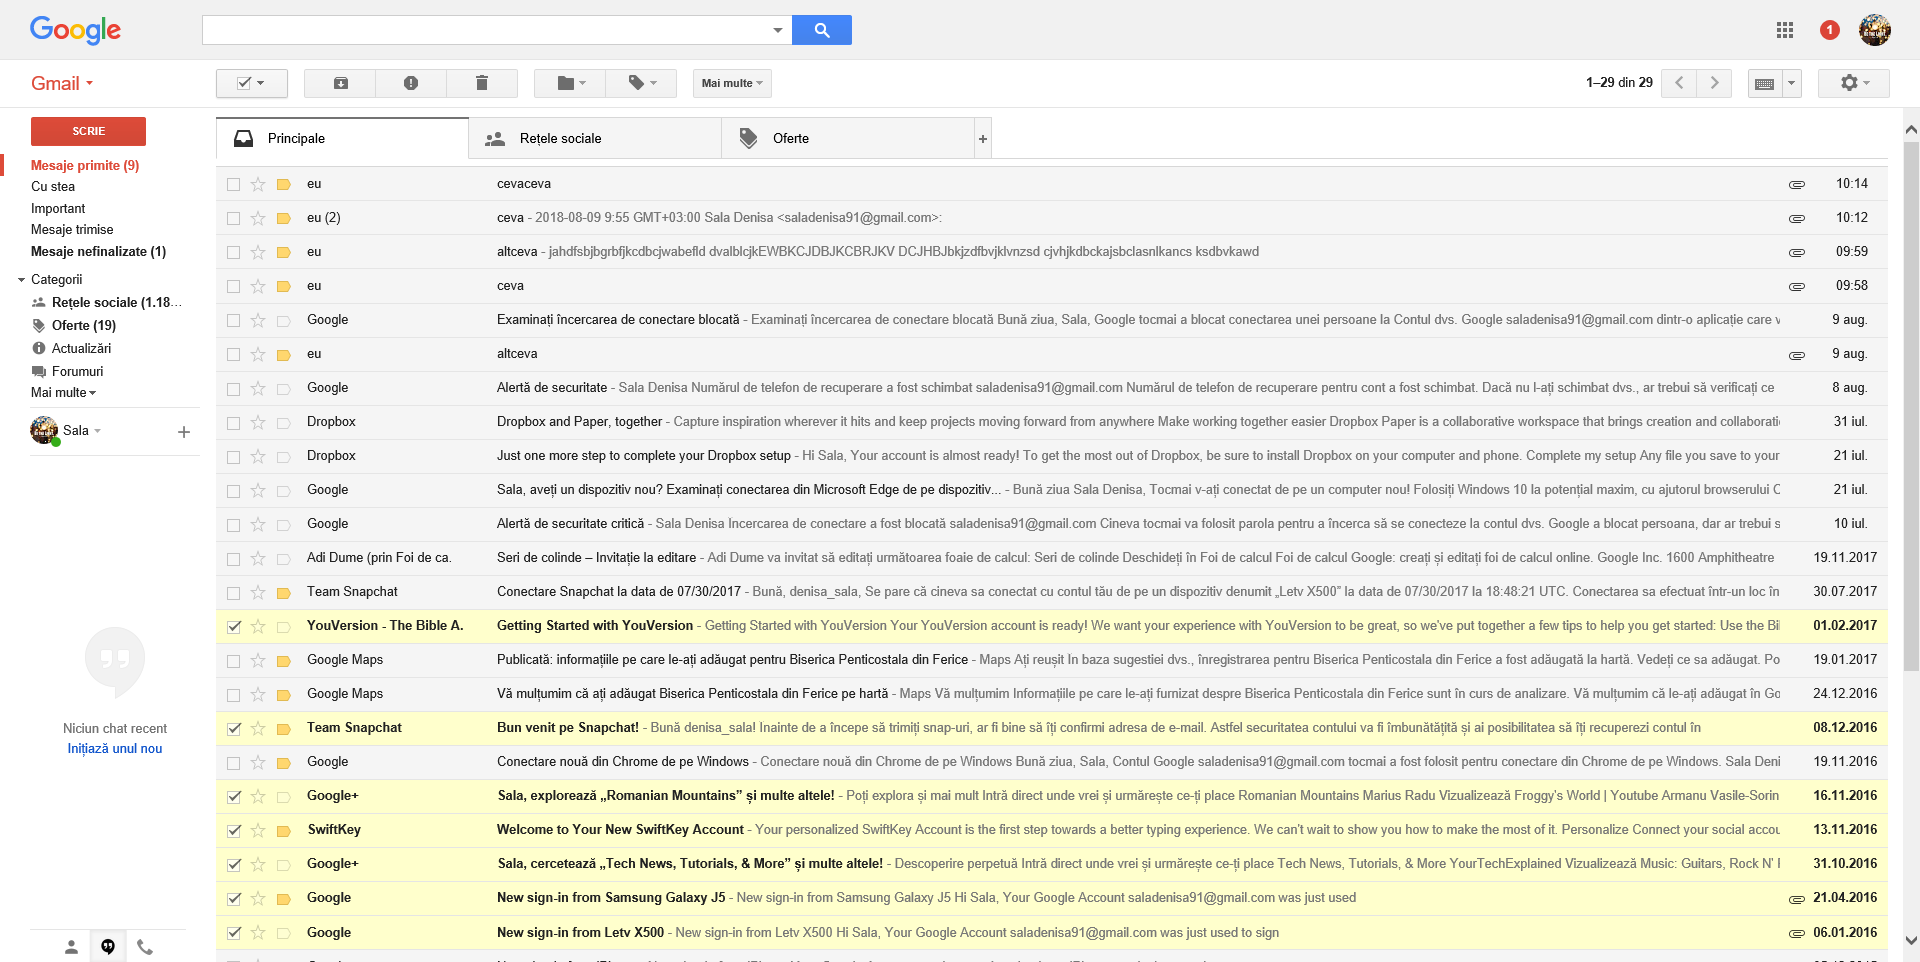 Google
1
Gmail
Mai multe
1–29 din 29
SCRIE
Mesaje primite (9)
Cu stea
Important
Mesaje trimise
Mesaje nefinalizate (1)
Categorii
Rețele sociale (1.18...
Oferte (19)
Actualizări
Forumuri
Mai multe
Sala
Niciun chat recent
Inițiază unul nou
Principale
Rețele sociale
Oferte
eu cevaceva 10:14
eu (2) ceva - 2018-08-09 9:55 GMT+03:00 Sala Denisa <saladenisa91@gmail.com>: 10:12
eu altceva - jahdfsbjbgrbfjkcdbcjwabefld dvalblcjkEWBKCJDBJKCBRJKV DCJHBJbkjzdfbvjklvnzsd cjvhjkdbckajsbclasnlkancs ksdbvkawd 09:59
eu ceva 09:58
Google Examinați încercarea de conectare blocată - Examinați încercarea de conectare blocată Bună ziua, Sala, Google tocmai a blocat conectarea unei persoane la Contul dvs. Google saladenisa91@gmail.com dintr-o aplicație care v 9 aug.
eu altceva 9 aug.
Google Alertă de securitate - Sala Denisa Numărul de telefon de recuperare a fost schimbat saladenisa91@gmail.com Numărul de telefon de recuperare pentru cont a fost schimbat. Dacă nu l-ați schimbat dvs., ar trebui să verificați ce 8 aug.
Dropbox Dropbox and Paper, together - Capture inspiration wherever it hits and keep projects moving forward from anywhere Make working together easier Dropbox Paper is a collaborative workspace that brings creation and collaborati 31 iul.
Dropbox Just one more step to complete your Dropbox setup - Hi Sala, Your account is almost ready! To get the most out of Dropbox, be sure to install Dropbox on your computer and phone. Complete my setup Any file you save to your 21 iul.
Google Sala, aveți un dispozitiv nou? Examinați conectarea din Microsoft Edge de pe dispozitiv... - Bună ziua Sala Denisa, Tocmai v-ați conectat de pe un computer nou! Folosiți Windows 10 la potențial maxim, cu ajutorul browserului C 21 iul.
Google Alertă de securitate critică - Sala Denisa Încercarea de conectare a fost blocată saladenisa91@gmail.com Cineva tocmai va folosit parola pentru a încerca să se conecteze la contul dvs. Google a blocat persoana, dar ar trebui s 10 iul.
Adi Dume (prin Foi de ca. Seri de colinde – Invitație la editare - Adi Dume va invitat să editați următoarea foaie de calcul: Seri de colinde Deschideți în Foi de calcul Foi de calcul Google: creați și editați foi de calcul online. Google Inc. 1600 Amphitheatre 19.11.2017
Team Snapchat Conectare Snapchat la data de 07/30/2017 - Bună, denisa_sala, Se pare că cineva sa conectat cu contul tău de pe un dispozitiv denumit „Letv X500” la data de 07/30/2017 la 18:48:21 UTC. Conectarea sa efectuat într-un loc în 30.07.2017
YouVersion - The Bible A. Getting Started with YouVersion - Getting Started with YouVersion Your YouVersion account is ready! We want your experience with YouVersion to be great, so we've put together a few tips to help you get started: Use the Bi 01.02.2017
Google Maps Publicată: informațiile pe care le-ați adăugat pentru Biserica Penticostala din Ferice - Maps Ați reușit In baza sugestiei dvs., înregistrarea pentru Biserica Penticostala din Ferice a fost adăugată la hartă. Vedeți ce sa adăugat. Po 19.01.2017
Google Maps Vă mulțumim că ați adăugat Biserica Penticostala din Ferice pe hartă - Maps Vă mulțumim Informațiile pe care le-ați furnizat despre Biserica Penticostala din Ferice sunt în curs de analizare. Vă mulțumim că le-ați adăugat în Go 24.12.2016
Team Snapchat Bun venit pe Snapchat! - Bună denisa_sala! Inainte de a începe să trimiți snap-uri, ar fi bine să îți confirmi adresa de e-mail. Astfel securitatea contului va fi îmbunătățită și ai posibilitatea să îți recuperezi contul în 08.12.2016
Google Conectare nouă din Chrome de pe Windows - Conectare nouă din Chrome de pe Windows Bună ziua, Sala, Contul Google saladenisa91@gmail.com tocmai a fost folosit pentru conectare din Chrome de pe Windows. Sala Deni 19.11.2016
Google+ Sala, explorează „Romanian Mountains” și multe altele! - Poți explora și mai mult Intră direct unde vrei și urmărește ce-ți place Romanian Mountains Marius Radu Vizualizează Froggy's World | Youtube Armanu Vasile-Sorin 16.11.2016
SwiftKey Welcome to Your New SwiftKey Account - Your personalized SwiftKey Account is the first step towards a better typing experience. We can't wait to show you how to make the most of it. Personalize Connect your social accou 13.11.2016
Google+ Sala, cercetează „Tech News, Tutorials, & More” și multe altele! - Descoperire perpetuă Intră direct unde vrei și urmărește ce-ți place Tech News, Tutorials, & More YourTechExplained Vizualizează Music: Guitars, Rock N' 31.10.2016
Google New sign-in from Samsung Galaxy J5 - New sign-in from Samsung Galaxy J5 Hi Sala, Your Google Account saladenisa91@gmail.com was just used 21.04.2016
Google New sign-in from Letv X500 - New sign-in from Letv X500 Hi Sala, Your Google Account saladenisa91@gmail.com was just used to sign 06.01.2016